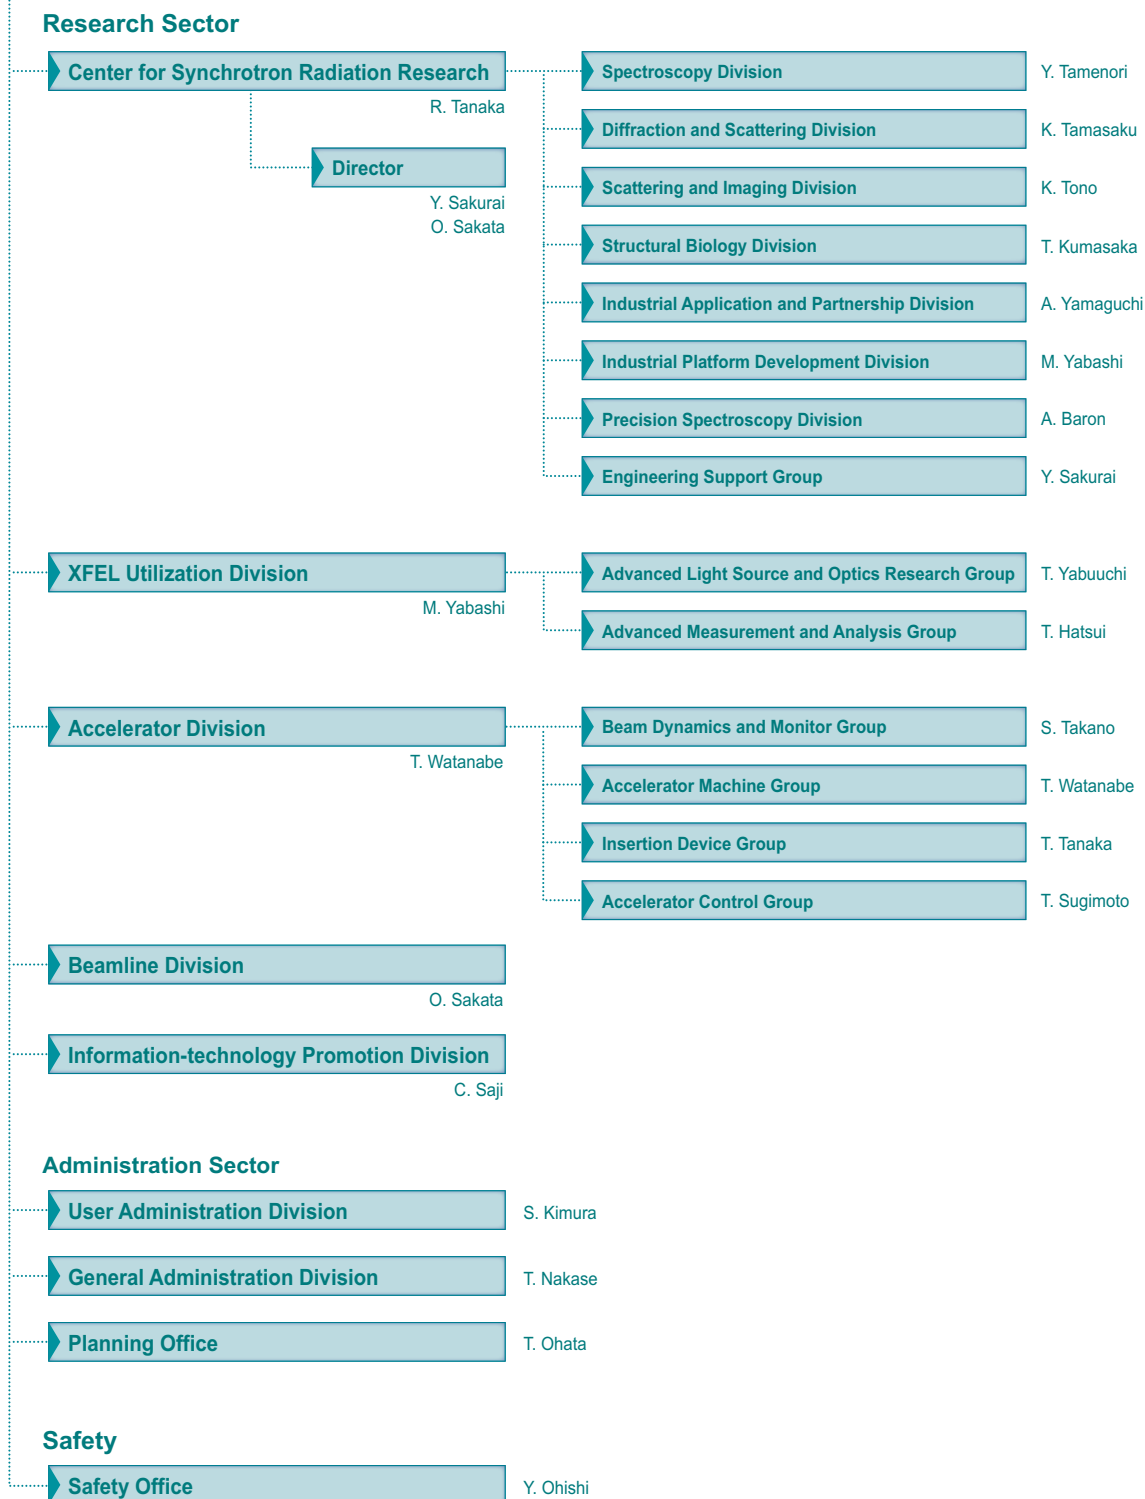 Research Sector
Center for Synchrotron Radiation Research
R. Tanaka
Director
Y. Sakurai
O. Sakata
Spectroscopy Division Y. Tamenori
Diffraction and Scattering Division K. Tamasaku
Scattering and Imaging Division K. Tono
Structural Biology Division T. Kumasaka
Industrial Application and Partnership Division A. Yamaguchi
Industrial Platform Development Division M. Yabashi
Precision Spectroscopy Division A. Baron
Engineering Support Group Y. Sakurai
XFEL Utilization Division
M. Yabashi
Advanced Light Source and Optics Research Group T. Yabuuchi
Advanced Measurement and Analysis Group T. Hatsui
Accelerator Division
T. Watanabe
Beam Dynamics and Monitor Group S. Takano
Accelerator Machine Group T. Watanabe
Insertion Device Group T. Tanaka
Accelerator Control Group T. Sugimoto
Beamline Division
O. Sakata
Information-technology Promotion Division
C. Saji
Administration Sector
User Administration Division S. Kimura
General Administration Division T. Nakase
Planning Office T. Ohata
Safety
Safety Office Y. Ohishi